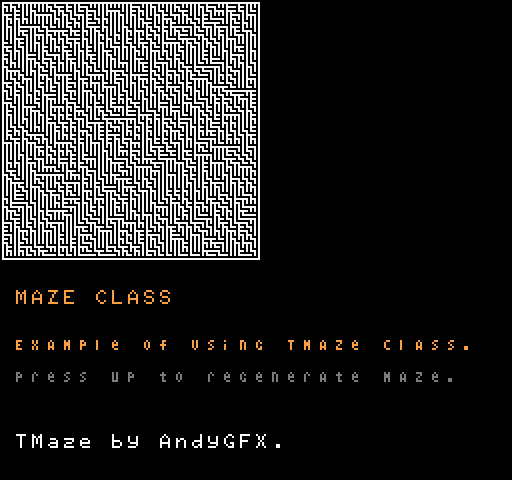 MAZE CLASS
Example of using TMaze class.
Press UP to regenerate maze.
TMaze by AndyGFX.